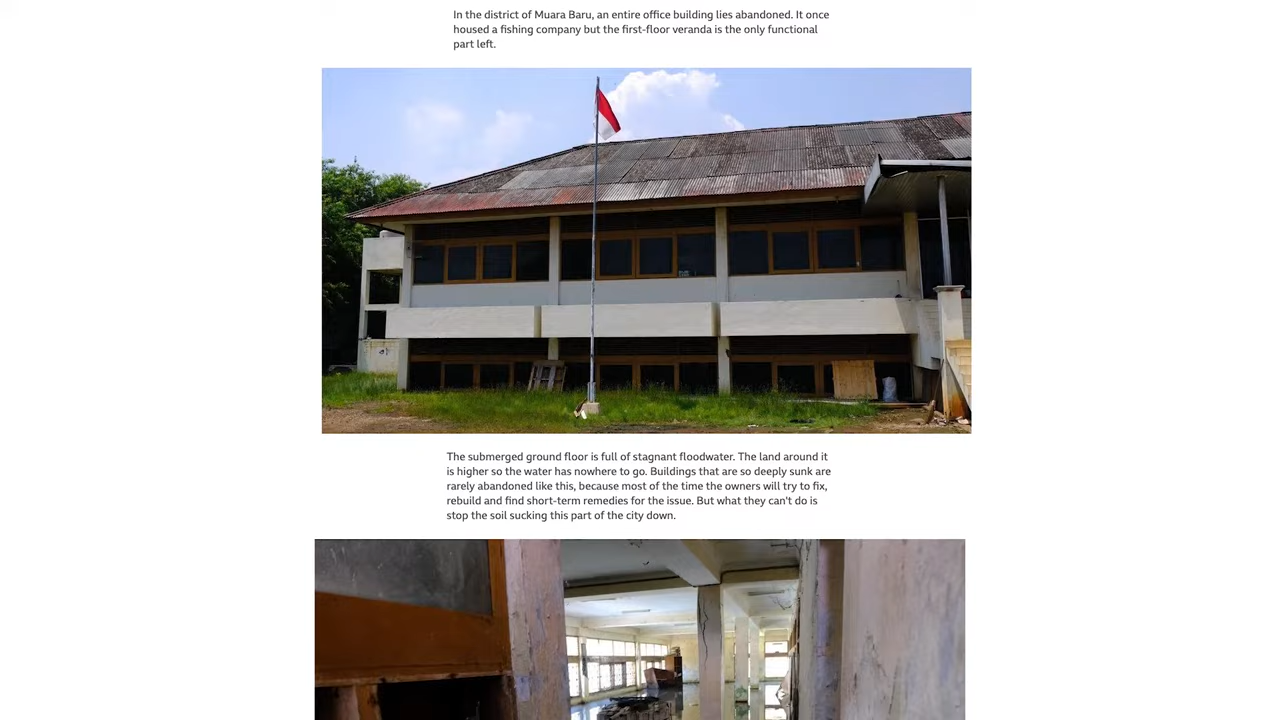 In the district of Muara Baru, an entire office building lies abandoned. It once
housed a fishing company but the first-floor veranda is the only functional
part left.
The submerged ground floor is full of stagnant floodwater. The land around it
is higher so the water has nowhere to go. Buildings that are so deeply sunk are
rarely abandoned like this, because most of the time the owners will try to fix,
rebuild and find short-term remedies for the issue. But what they can't do is
stop the soil sucking this part of the city down.